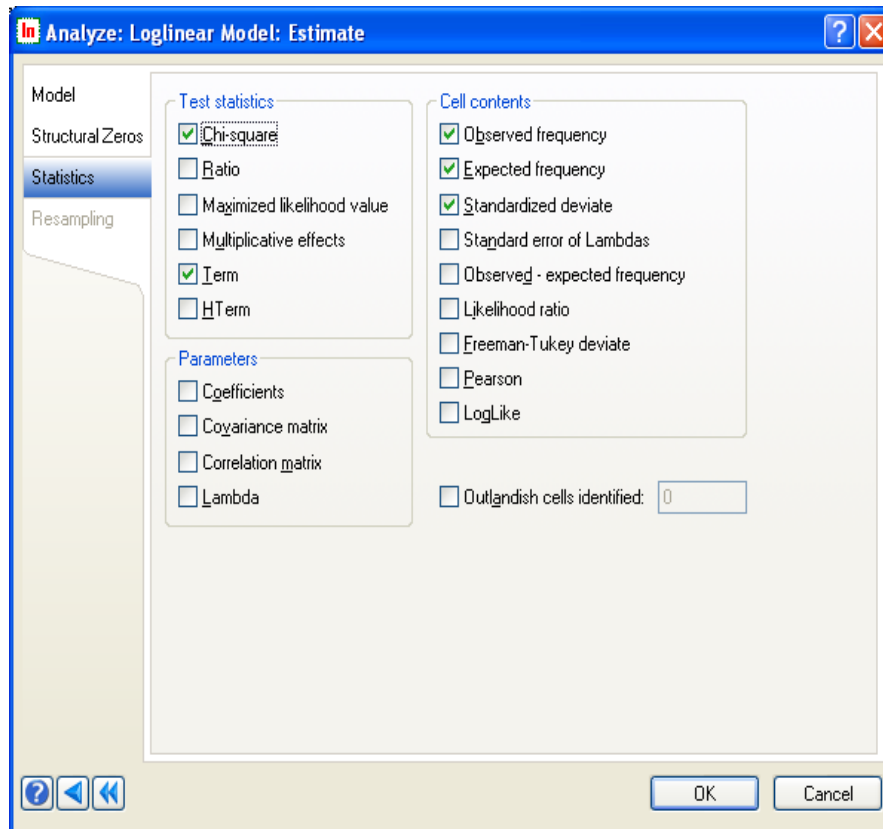 Analyze: Loglinear Model: Estimate
Model
Structural Zeros
Statistics
Resampling
Test statistics
Chi-square
Ratio
Maximized likelihood value
Multiplicative effects
Term
HTerm
Parameters
Coefficients
Covariance matrix
Correlation matrix
Lambda
Cell contents
Observed frequency
Expected frequency
Standardized deviate
Standard error of Lambdas
Observed - expected frequency
Likelihood ratio
Freeman-Tukey deviate
Pearson
LogLike
Outlandish cells identified: 0
OK
Cancel